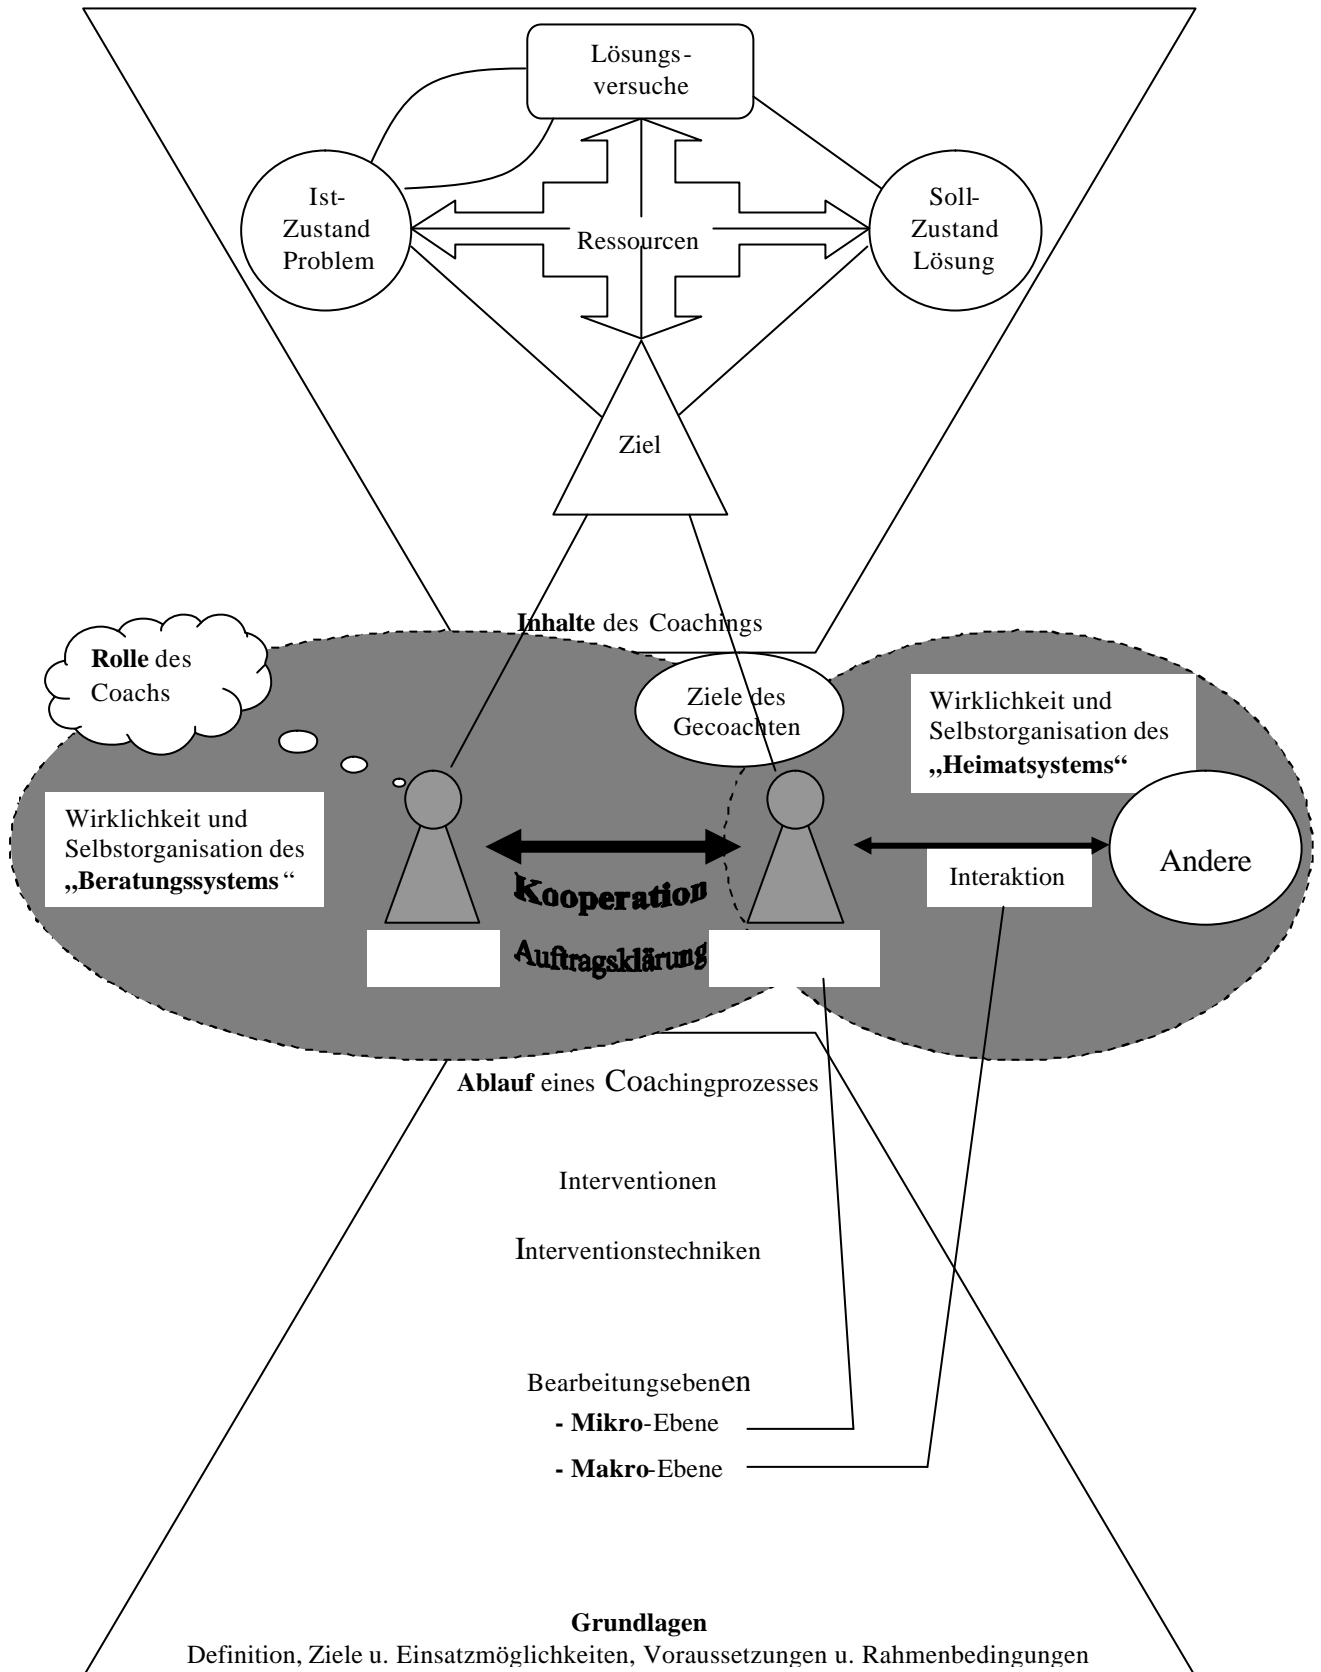 Lösungs-
versuche
Ist-
Zustand
Problem
Ressourcen
Soll-
Zustand
Lösung
Ziel
Inhalte des Coachings
Rolle des
Coachs
Ziele des
Gecoachten
Wirklichkeit und
Selbstorganisation des
„Heimatsystems“
Wirklichkeit und
Selbstorganisation des
„Beratungssystems“
Kooperation
Auftragsklärung
Interaktion
Andere
Ablauf eines Coachingprozesses
Interventionen
Interventionstechniken
Bearbeitungsebenen
- Mikro-Ebene
- Makro-Ebene
Grundlagen
Definition, Ziele u. Einsatzmöglichkeiten, Voraussetzungen u. Rahmenbedingungen